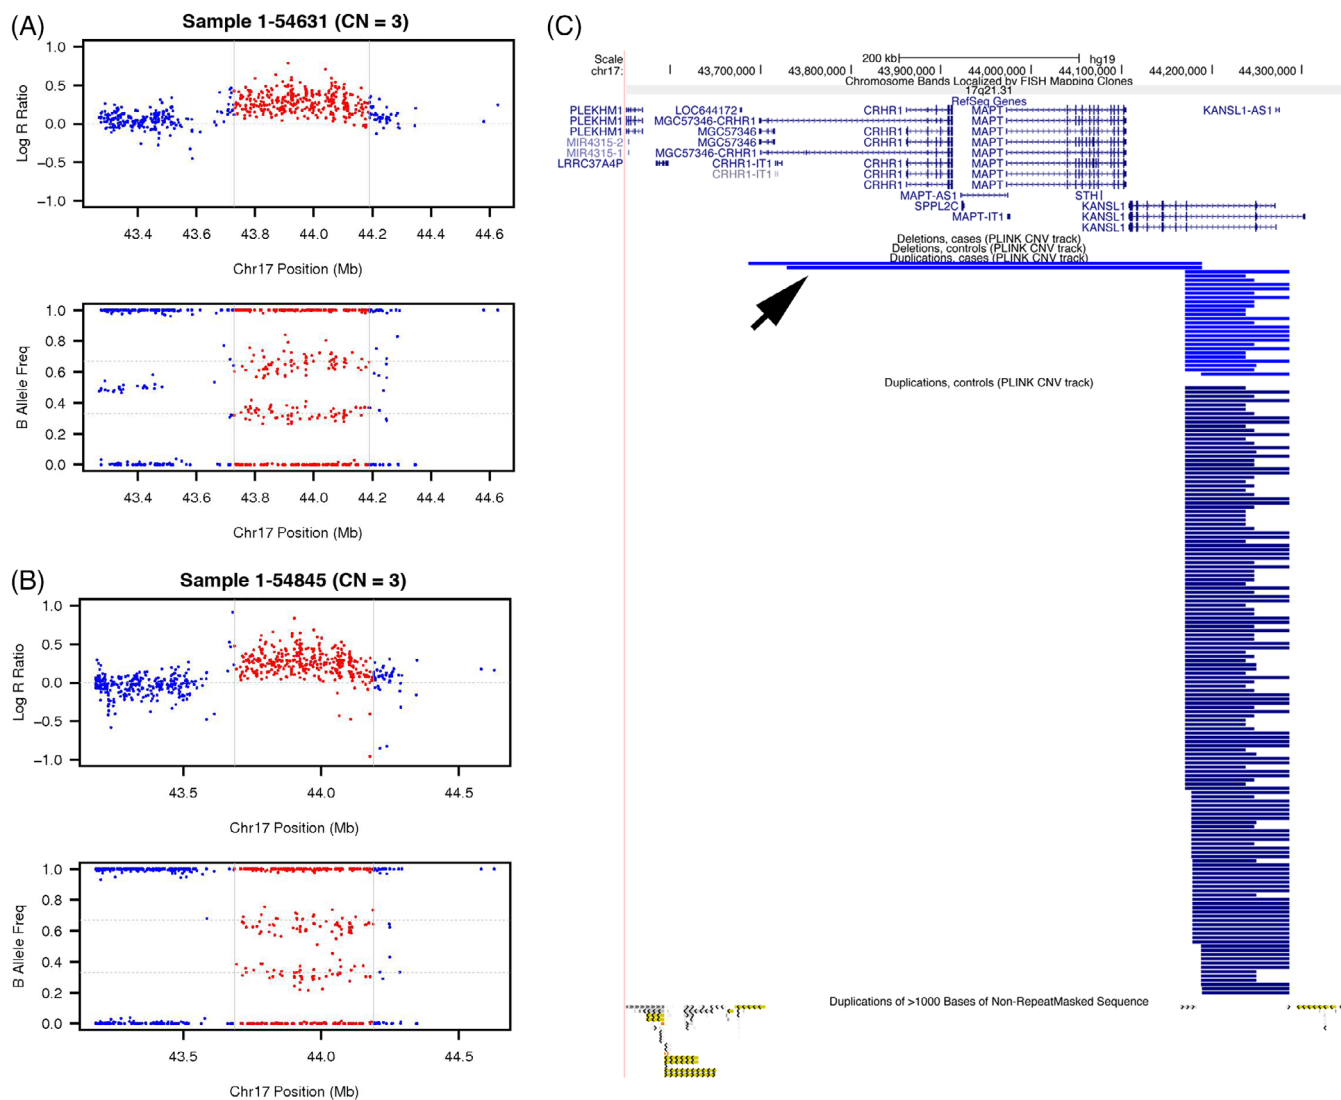 (A)
Sample 1-54631 (CN = 3)
Log R Ratio
1.0
0.5
0.0
−0.5
−1.0
43.4 43.6 43.8 44.0 44.2 44.4 44.6
Chr17 Position (Mb)
B Allele Freq
1.0
0.8
0.6
0.4
0.2
0.0
43.4 43.6 43.8 44.0 44.2 44.4 44.6
Chr17 Position (Mb)
(B)
Sample 1-54845 (CN = 3)
Log R Ratio
1.0
0.5
0.0
−0.5
−1.0
43.5 44.0 44.5
Chr17 Position (Mb)
B Allele Freq
1.0
0.8
0.6
0.4
0.2
0.0
43.5 44.0 44.5
Chr17 Position (Mb)
(C)
Scale 200 kb hg19
chr17: 43,700,000 43,800,000 43,900,000 44,000,000 44,100,000 44,200,000 44,300,000
Chromosome Bands Localized by FISH Mapping Clones
17q21.31
RefSeq Genes
PLEKHM1 LOC644172 CRHR1 MAPT KANSL1-AS1
PLEKHM1 MGC57346-CRHR1 MAPT
PLEKHM1 MGC57346 CRHR1 MAPT
MIR4315-2 MGC57346 CRHR1 MAPT
MIR4315-1 MGC57346-CRHR1 MAPT
LRRC37A4P CRHR1-IT1 CRHR1 MAPT
CRHR1-IT1 CRHR1 MAPT
CRHR1 MAPT
MAPT-AS1 STH
SPPL2C KANSL1
MAPT-IT1 KANSL1
KANSL1
Deletions, cases (PLINK CNV track)
Deletions, controls (PLINK CNV track)
Duplications, cases (PLINK CNV track)
Duplications, controls (PLINK CNV track)
Duplications of >1000 Bases of Non-RepeatMasked Sequence